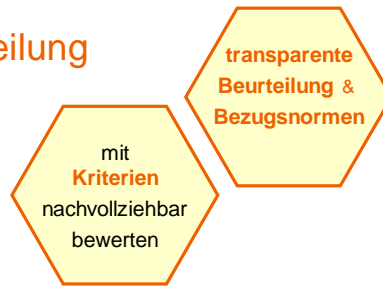 eilung
transparente
Beurteilung &
Bezugsnormen
mit
Kriterien
nachvollziehbar
bewerten